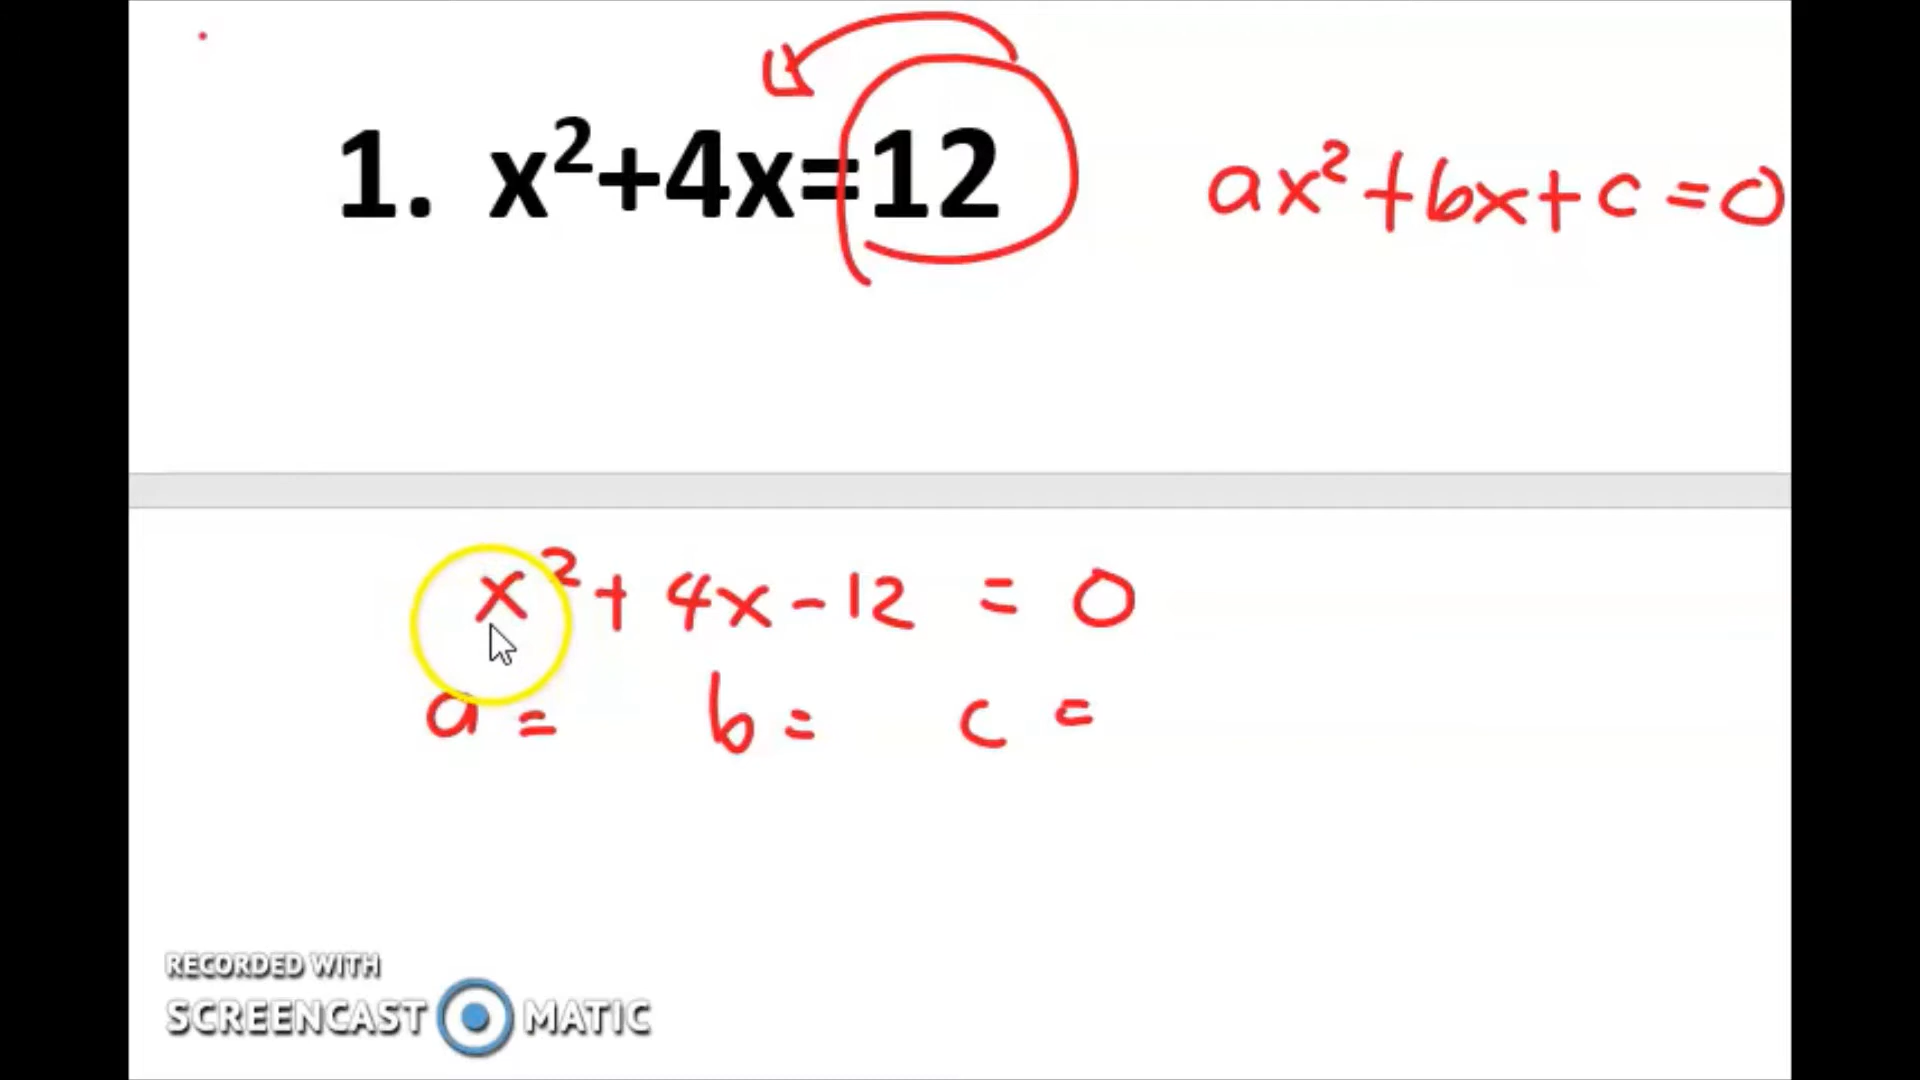 1. x²+4x=12
ax²+bx+c=0
x²+4x-12 = 0
a = b = c =
RECORDED WITH
SCREENCAST MATIC